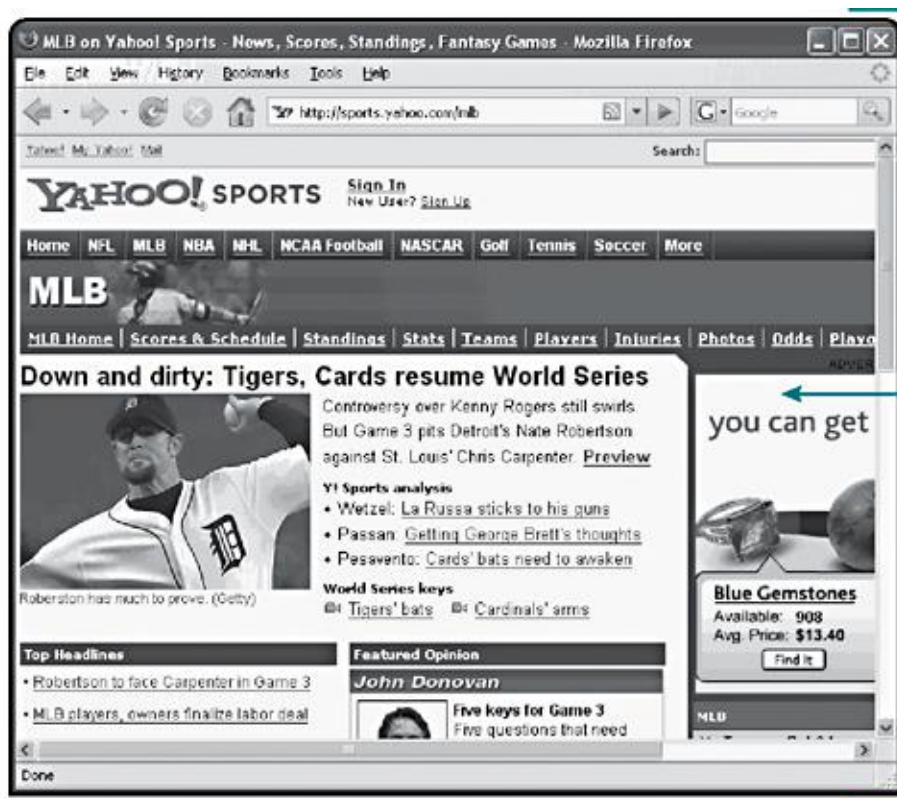 MLB on Yahoo! Sports - News, Scores, Standings, Fantasy Games - Mozilla Firefox
File Edit View History Bookmarks Tools Help
http://sports.yahoo.com/mlb
Google
Yahoo! My Yahoo! Mail
Search:
YAHOO! SPORTS
Sign In
New User? Sign Up
Home NFL MLB NBA NHL NCAA Football NASCAR Golf Tennis Soccer More
MLB
MLB Home Scores & Schedule Standings Stats Teams Players Injuries Photos Odds Playo
ADVER
Down and dirty: Tigers, Cards resume World Series
Controversy over Kenny Rogers still swirls.
But Game 3 pits Detroit's Nate Robertson
against St. Louis' Chris Carpenter. Preview
Y! Sports analysis
• Wetzel: La Russa sticks to his guns
• Passan: Getting George Brett's thoughts
• Pesavento: Cards' bats need to awaken
World Series keys
Tigers' bats Cardinals' arms
Roberston has much to prove. (Getty)
you can get
Blue Gemstones
Available: 908
Avg. Price: $13.40
Find It
Top Headlines
• Robertson to face Carpenter in Game 3
• MLB players, owners finalize labor deal
Featured Opinion
John Donovan
Five keys for Game 3
Five questions that need
MLB
Done